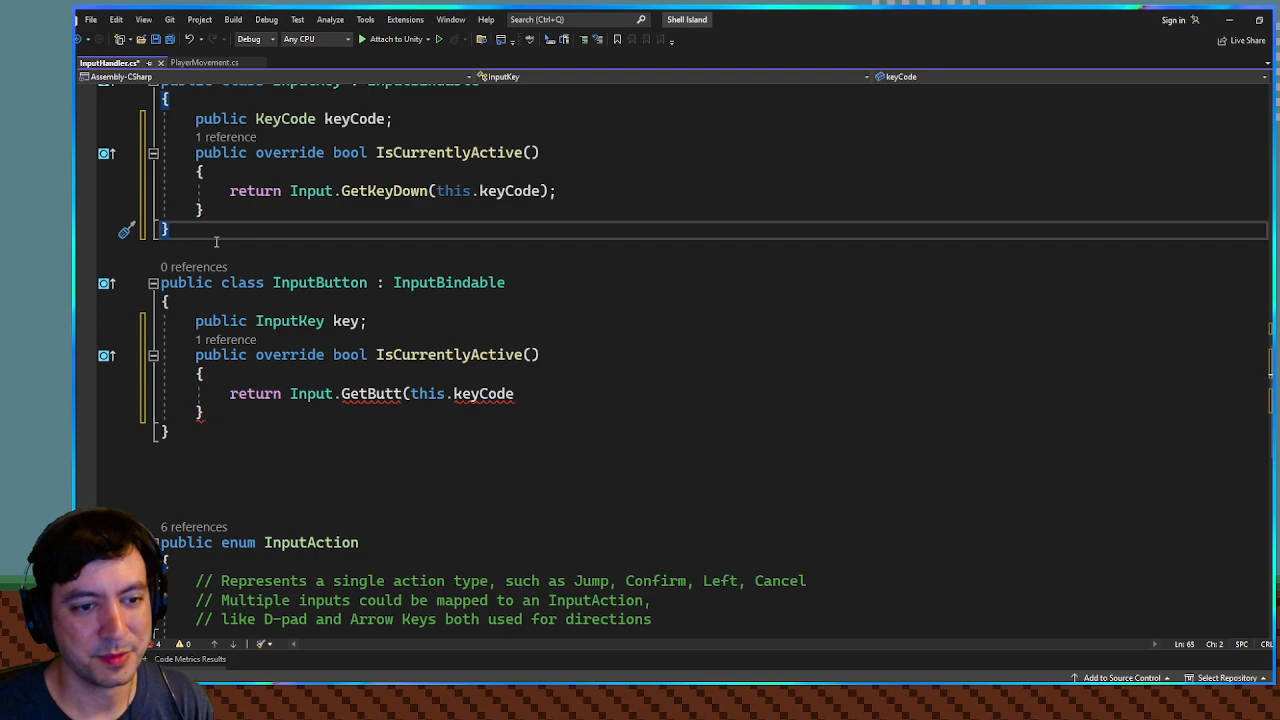 File Edit View Git Project Build Debug Test Analyze Tools Extensions Window Help Search (Ctrl+Q) Shell Island Sign in
Debug Any CPU Attach to Unity Live Share
InputHandler.cs* PlayerMovement.cs
Assembly-CSharp InputKey keyCode
public class InputKey : InputBindable
{
public KeyCode keyCode;
1 reference
public override bool IsCurrentlyActive()
{
return Input.GetKeyDown(this.keyCode);
}
}
0 references
public class InputButton : InputBindable
{
public InputKey key;
1 reference
public override bool IsCurrentlyActive()
{
return Input.GetButt(this.keyCode
}
}
6 references
public enum InputAction
{
// Represents a single action type, such as Jump, Confirm, Left, Cancel
// Multiple inputs could be mapped to an InputAction,
// like D-pad and Arrow Keys both used for directions
4 0 Ln: 65 Ch: 2 SPC
Code Metrics Results
Add to Source Control Select Repository